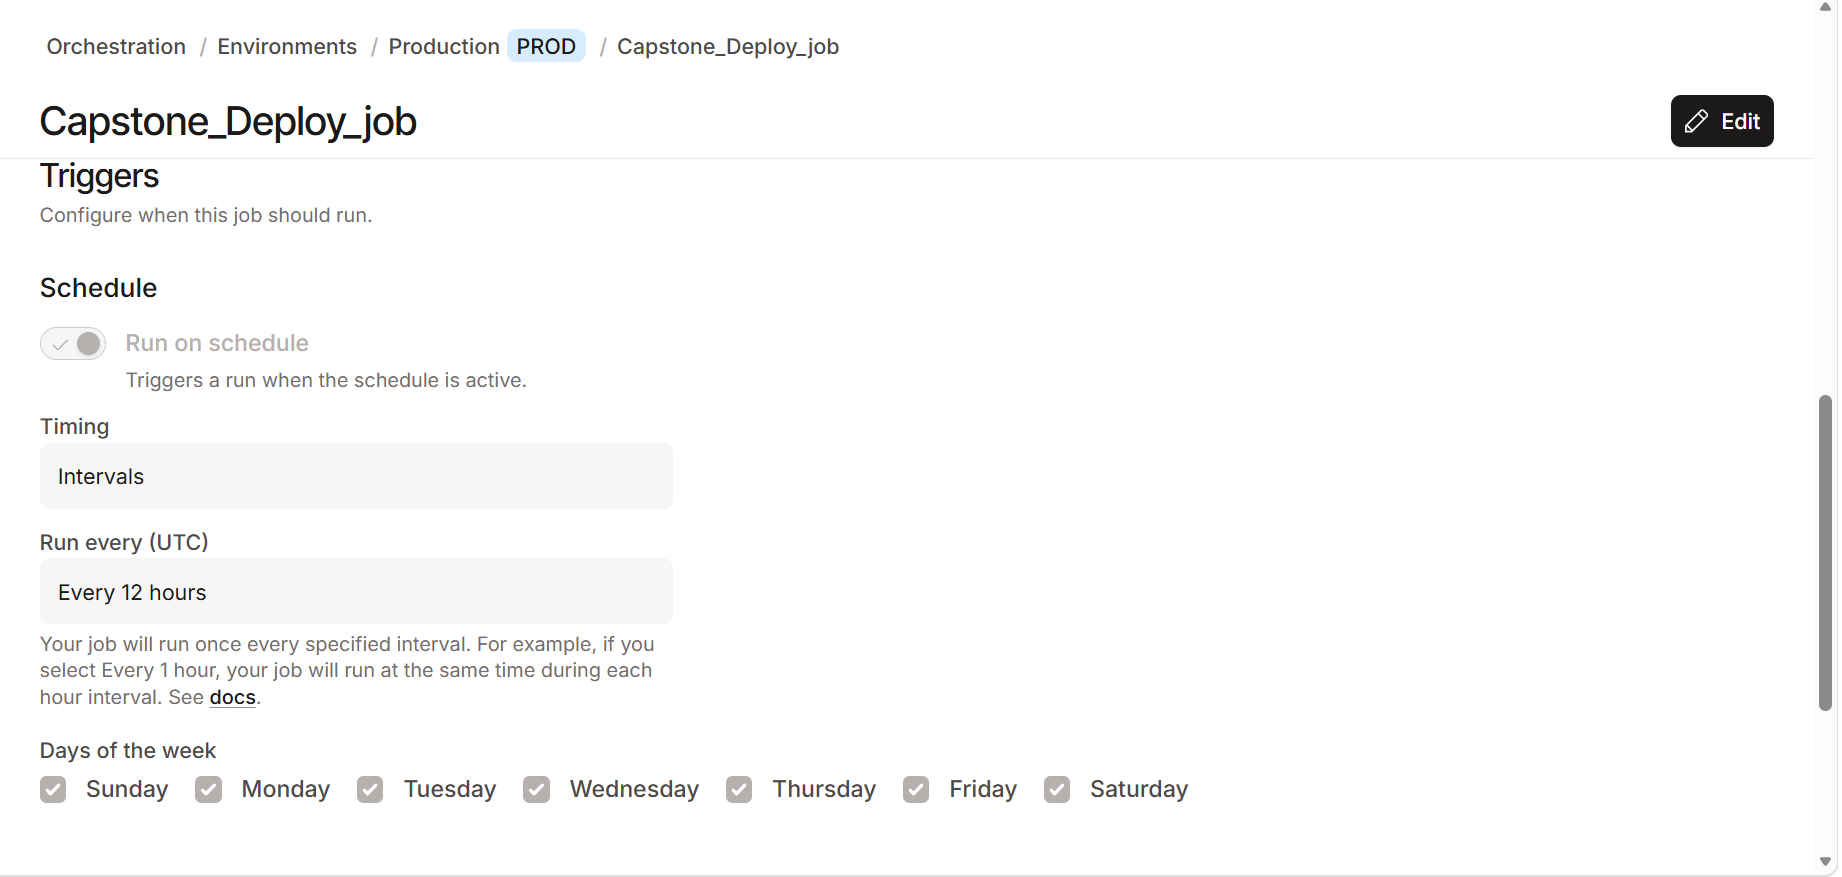 Orchestration / Environments / Production PROD / Capstone_Deploy_job
Capstone_Deploy_job
Edit
Triggers
Configure when this job should run.
Schedule
Run on schedule
Triggers a run when the schedule is active.
Timing
Intervals
Run every (UTC)
Every 12 hours
Your job will run once every specified interval. For example, if you
select Every 1 hour, your job will run at the same time during each
hour interval. See docs.
Days of the week
Sunday Monday Tuesday Wednesday Thursday Friday Saturday